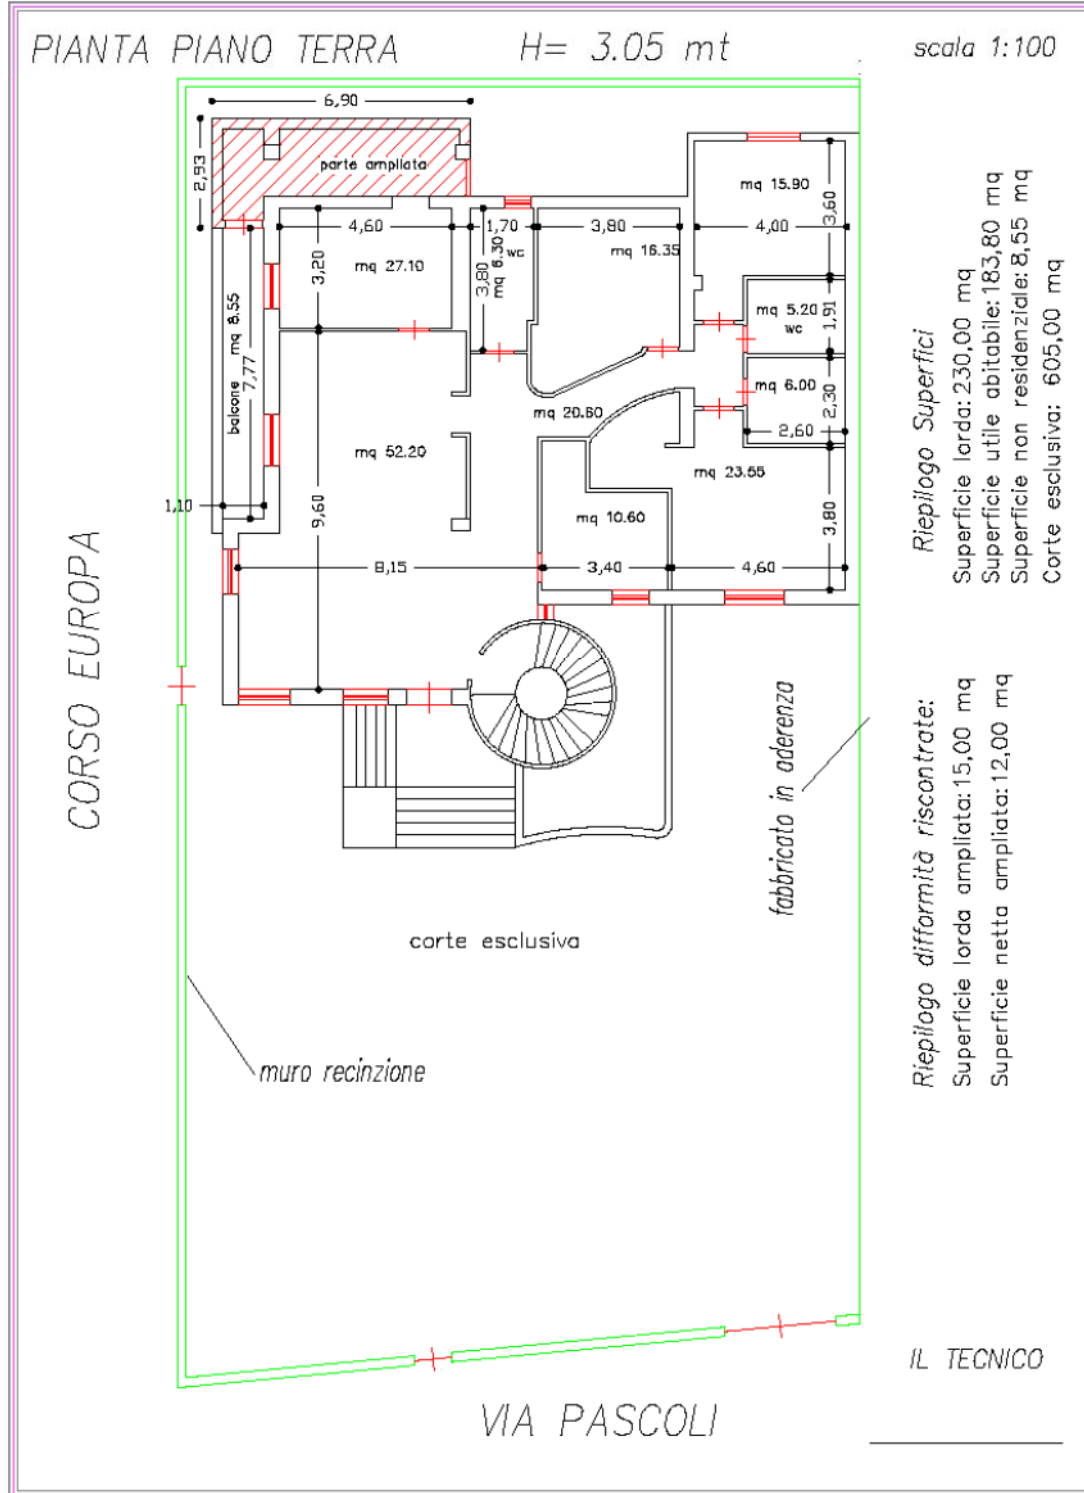 PIANTA PIANO TERRA
H= 3.05 mt
scala 1:100
6,90
2,93
parte ampliata
4,60
1,70
3,80
mq 15.90
4,00
3,60
3,20
mq 27.10
3,80
mq 6.30
wc
mq 16.35
mq 5.20
wc
1,91
balcone mq 8.55
7,77
mq 6.00
2,30
2,60
mq 20.60
mq 52.20
mq 23.55
1,10
9,60
mq 10.60
3,80
8,15
3,40
4,60
CORSO EUROPA
fabbricato in aderenza
corte esclusiva
muro recinzione
VIA PASCOLI
Riepilogo Superfici
Superficie lorda: 230,00 mq
Superficie utile abitabile: 183,80 mq
Superficie non residenziale: 8,55 mq
Corte esclusiva: 605,00 mq
Riepilogo difformità riscontrate:
Superficie lorda ampliata: 15,00 mq
Superficie netta ampliata: 12,00 mq
IL TECNICO